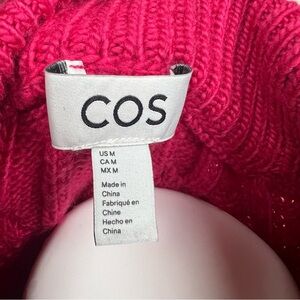 COS
US M
CA M
MX M
Made in
China
Fabriqué en
Chine
Hecho en
China